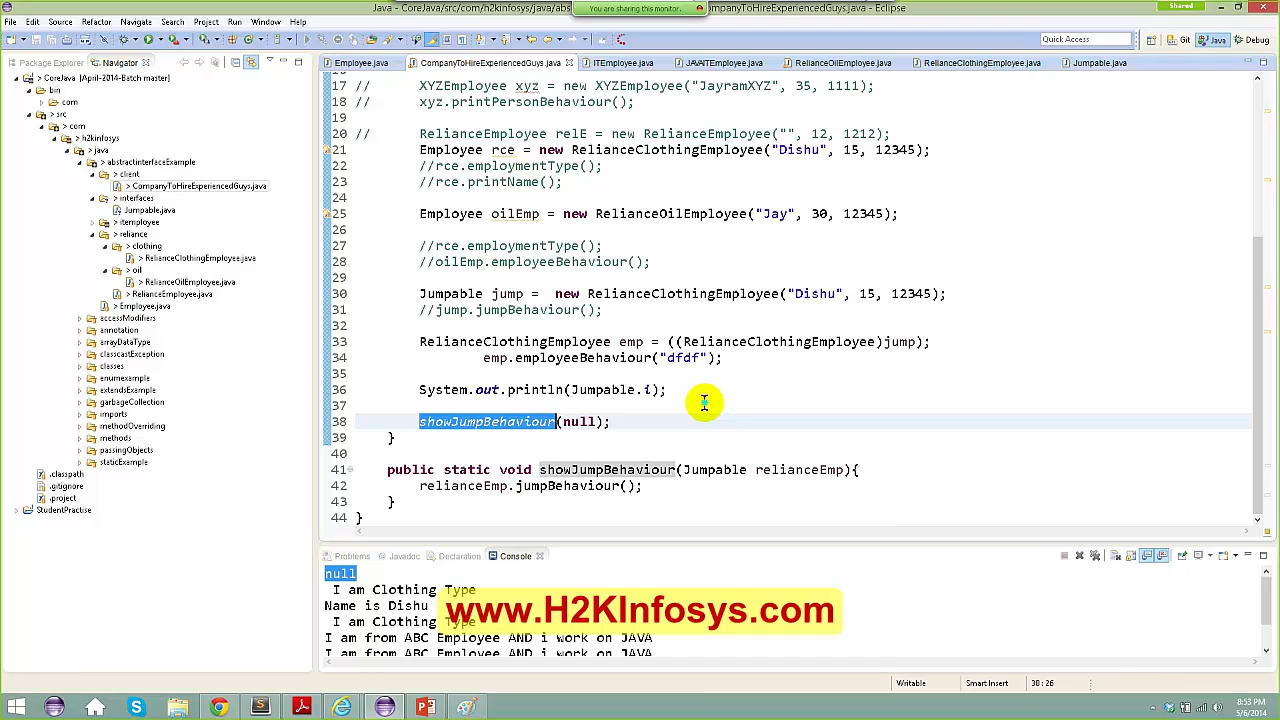 Java - CoreJava/src/com/h2kinfosys/java/abs
You are sharing this monitor.
ompanyToHireExperiencedGuys.java - Eclipse
Shared
File Edit Source Refactor Navigate Search Project Run Window Help
Quick Access
Git Java Debug
Package Explorer Navigator
Employee.java CompanyToHireExperiencedGuys.java ITEmployee.java JAVAITEmployee.java RelianceOilEmployee.java RelianceClothingEmployee.java Jumpable.java
> CoreJava [April-2014-Batch master]
bin
com
> src
> com
> h2kinfosys
> java
> abstractinterfaceExample
> client
> CompanyToHireExperiencedGuys.java
> interfaces
Jumpable.java
> itemployee
> reliance
> clothing
> RelianceClothingEmployee.java
> oil
> RelianceOilEmployee.java
> RelianceEmployee.java
> Employee.java
accessModifiers
annotation
arrayDataType
classcastException
classes
enumexample
extendsExample
garbageCollection
imports
methodOverriding
methods
passingObjects
staticExample
.classpath
.gitignore
.project
StudentPractise
17 // XYZEmployee xyz = new XYZEmployee("JayramXYZ", 35, 1111);
18 // xyz.printPersonBehaviour();
19
20 // RelianceEmployee relE = new RelianceEmployee("", 12, 1212);
21 Employee rce = new RelianceClothingEmployee("Dishu", 15, 12345);
22 //rce.employmentType();
23 //rce.printName();
24
25 Employee oilEmp = new RelianceOilEmployee("Jay", 30, 12345);
26
27 //rce.employmentType();
28 //oilEmp.employeeBehaviour();
29
30 Jumpable jump = new RelianceClothingEmployee("Dishu", 15, 12345);
31 //jump.jumpBehaviour();
32
33 RelianceClothingEmployee emp = ((RelianceClothingEmployee)jump);
34 emp.employeeBehaviour("dfdf");
35
36 System.out.println(Jumpable.i);
37
38 showJumpBehaviour(null);
39 }
40
41 public static void showJumpBehaviour(Jumpable relianceEmp){
42 relianceEmp.jumpBehaviour();
43 }
44 }
Problems Javadoc Declaration Console
null
I am Clothing Type
Name is Dishu
I am Clothing Type
I am from ABC Employee AND i work on JAVA
I am from ABC Employee AND i work on JAVA
www.H2KInfosys.com
Writable Smart Insert 38 : 26
8:53 PM
5/6/2014